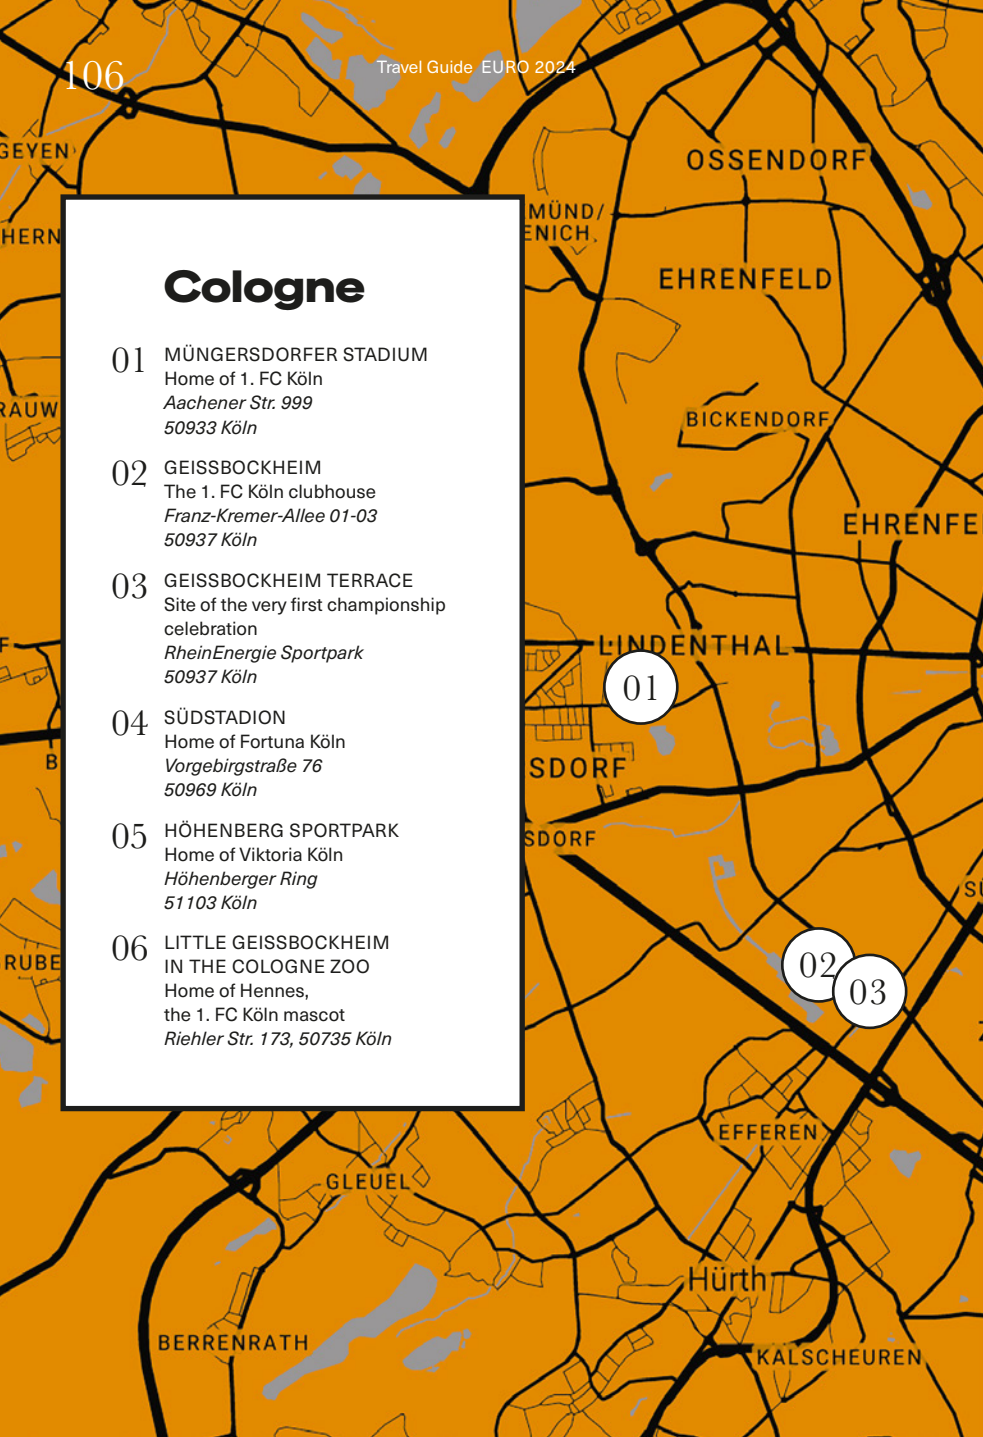 106
Travel Guide EURO 2024
GEYEN
OSSENDORF
MÜND/
ENICH
HERN
EHRENFELD
Cologne
01 MÜNGERSDORFER STADIUM
Home of 1. FC Köln
Aachener Str. 999
50933 Köln
RAUW
BICKENDORF
02 GEISSBOCKHEIM
The 1. FC Köln clubhouse
Franz-Kremer-Allee 01-03
50937 Köln
EHRENFE
03 GEISSBOCKHEIM TERRACE
Site of the very first championship
celebration
RheinEnergie Sportpark
50937 Köln
F
LINDENTHAL
01
04 SÜDSTADION
Home of Fortuna Köln
Vorgebirgstraße 76
50969 Köln
B
SDORF
05 HÖHENBERG SPORTPARK
Home of Viktoria Köln
Höhenberger Ring
51103 Köln
SDORF
SÜ
06 LITTLE GEISSBOCKHEIM
IN THE COLOGNE ZOO
Home of Hennes,
the 1. FC Köln mascot
Riehler Str. 173, 50735 Köln
RUBE
02
03
EFFEREN
GLEUEL
Hürth
BERRENRATH
KALSCHEUREN